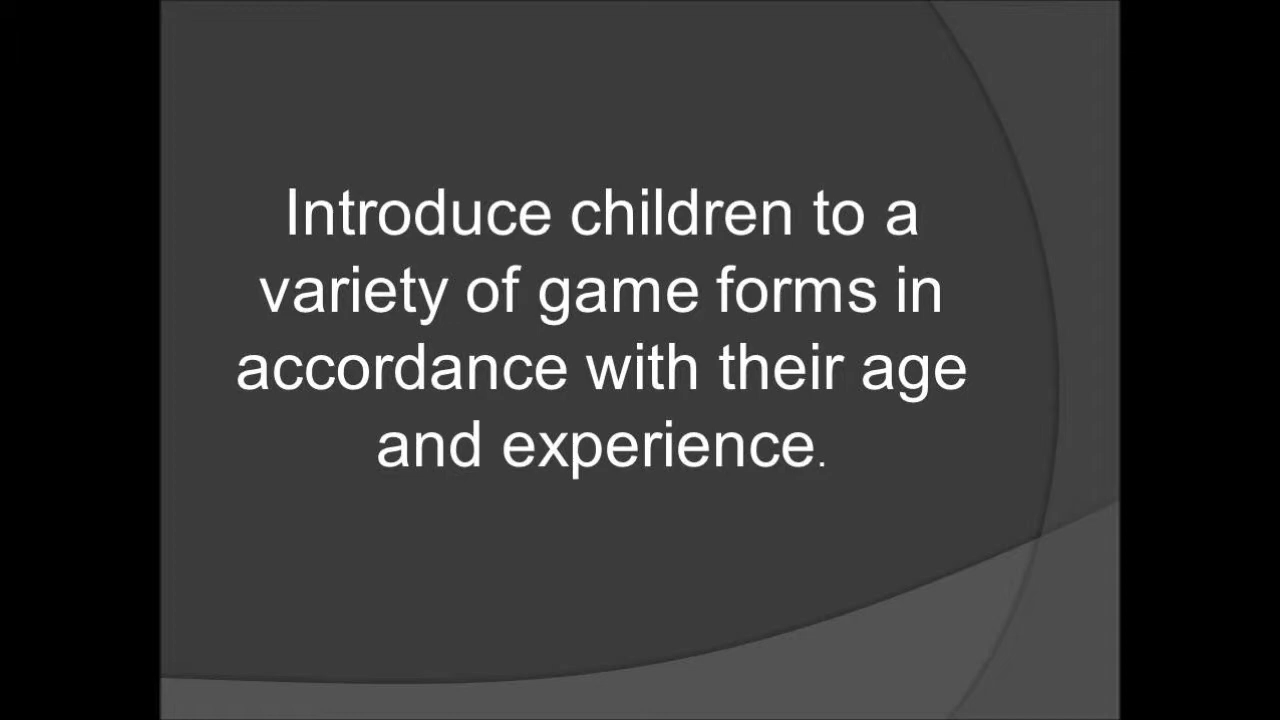 Introduce children to a
variety of game forms in
accordance with their age
and experience.